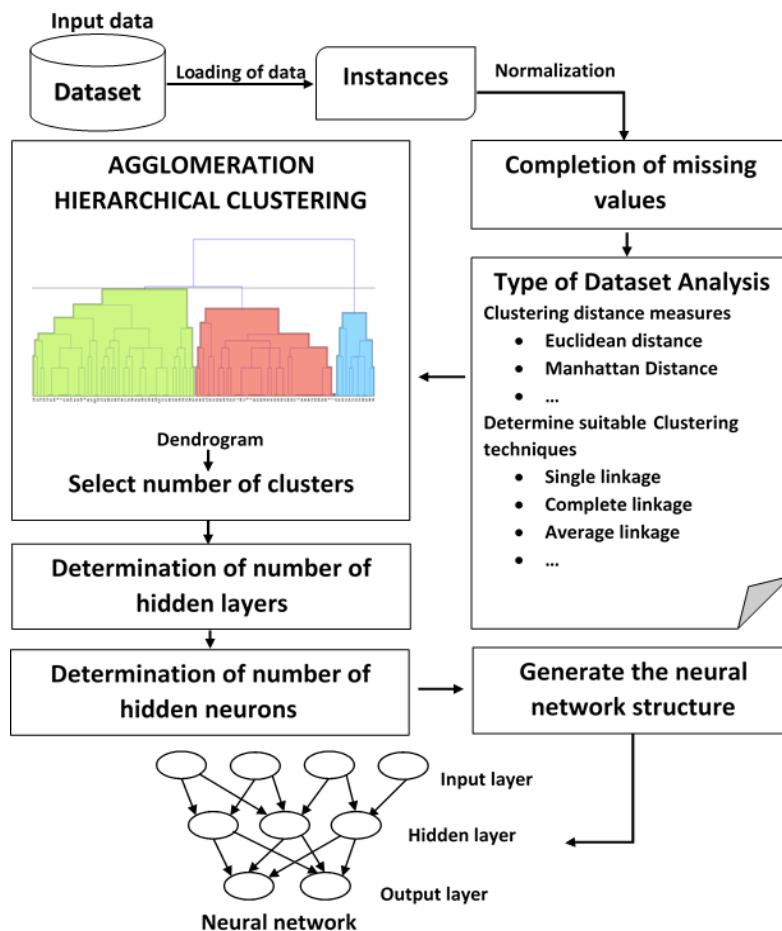 Input data
Dataset
Loading of data
Instances
Normalization
Completion of missing
values
Type of Dataset Analysis
Clustering distance measures
• Euclidean distance
• Manhattan Distance
• ...
Determine suitable Clustering
techniques
• Single linkage
• Complete linkage
• Average linkage
• ...
AGGLOMERATION
HIERARCHICAL CLUSTERING
Dendrogram
Select number of clusters
Determination of number of
hidden layers
Determination of number of
hidden neurons
Generate the neural
network structure
Input layer
Hidden layer
Output layer
Neural network